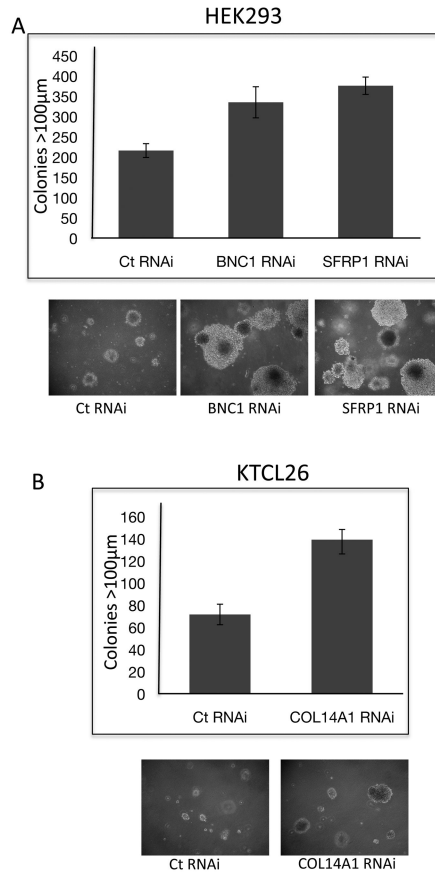 A
HEK293
Colonies >100μm
450
400
350
300
250
200
150
100
50
0
Ct RNAi BNC1 RNAi SFRP1 RNAi
Ct RNAi BNC1 RNAi SFRP1 RNAi
B
KTCL26
Colonies >100μm
160
140
120
100
80
60
40
20
0
Ct RNAi COL14A1 RNAi
Ct RNAi COL14A1 RNAi